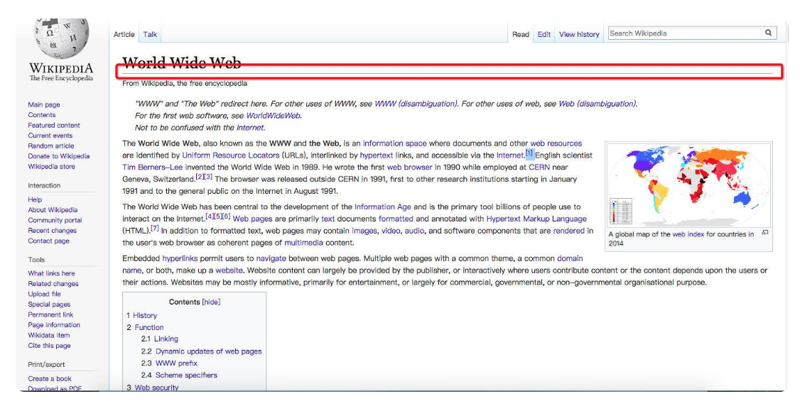 WIKIPEDIA
The Free Encyclopedia
Main page
Contents
Featured content
Current events
Random article
Donate to Wikipedia
Wikipedia store
Interaction
Help
About Wikipedia
Community portal
Recent changes
Contact page
Tools
What links here
Related changes
Upload file
Special pages
Permanent link
Page information
Wikidata item
Cite this page
Print/export
Create a book
Download as PDF
Article Talk
Read Edit View history Search Wikipedia
World Wide Web
From Wikipedia, the free encyclopedia
"WWW" and "The Web" redirect here. For other uses of WWW, see WWW (disambiguation). For other uses of web, see Web (disambiguation).
For the first web software, see WorldWideWeb.
Not to be confused with the Internet.
The World Wide Web, also known as the WWW and the Web, is an information space where documents and other web resources
are identified by Uniform Resource Locators (URLs), interlinked by hypertext links, and accessible via the Internet.[1] English scientist
Tim Berners-Lee invented the World Wide Web in 1989. He wrote the first web browser in 1990 while employed at CERN near
Geneva, Switzerland.[2][3] The browser was released outside CERN in 1991, first to other research institutions starting in January
1991 and to the general public on the Internet in August 1991.
The World Wide Web has been central to the development of the Information Age and is the primary tool billions of people use to
interact on the Internet.[4][5][6] Web pages are primarily text documents formatted and annotated with Hypertext Markup Language
(HTML).[7] In addition to formatted text, web pages may contain images, video, audio, and software components that are rendered in
the user's web browser as coherent pages of multimedia content.
Embedded hyperlinks permit users to navigate between web pages. Multiple web pages with a common theme, a common domain
name, or both, make up a website. Website content can largely be provided by the publisher, or interactively where users contribute content or the content depends upon the users or
their actions. Websites may be mostly informative, primarily for entertainment, or largely for commercial, governmental, or non-governmental organisational purpose.
A global map of the web index for countries in
2014
Contents [hide]
1 History
2 Function
2.1 Linking
2.2 Dynamic updates of web pages
2.3 WWW prefix
2.4 Scheme specifiers
3 Web security